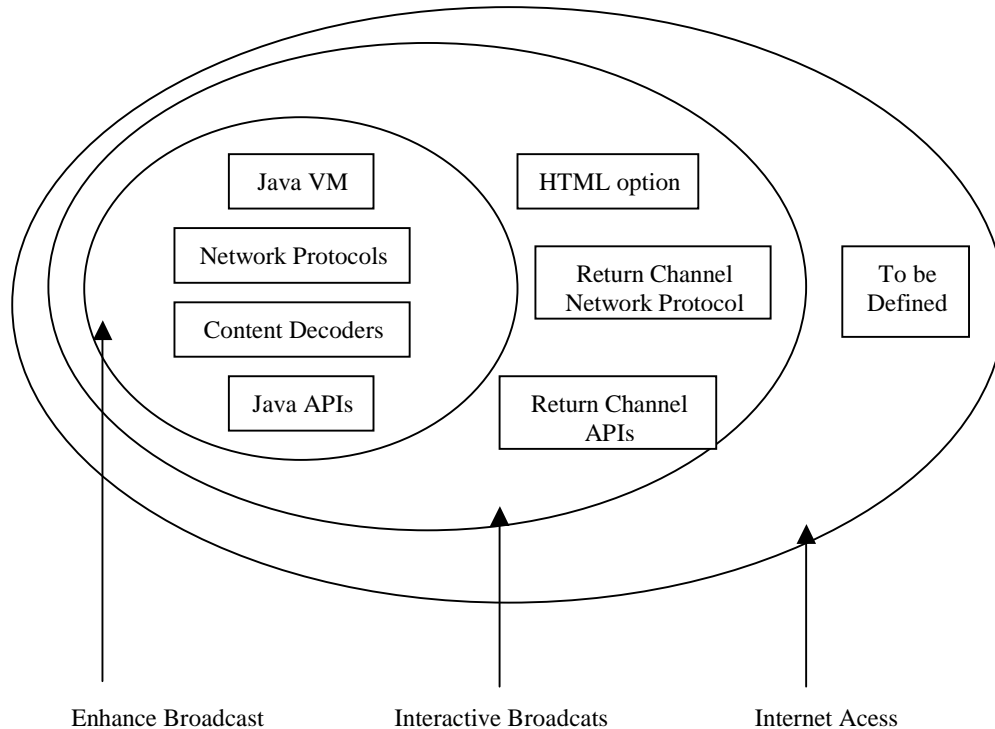 Java VM
HTML option
Network Protocols
Return Channel
Network Protocol
To be
Defined
Content Decoders
Java APIs
Return Channel
APIs
Enhance Broadcast
Interactive Broadcats
Internet Acess